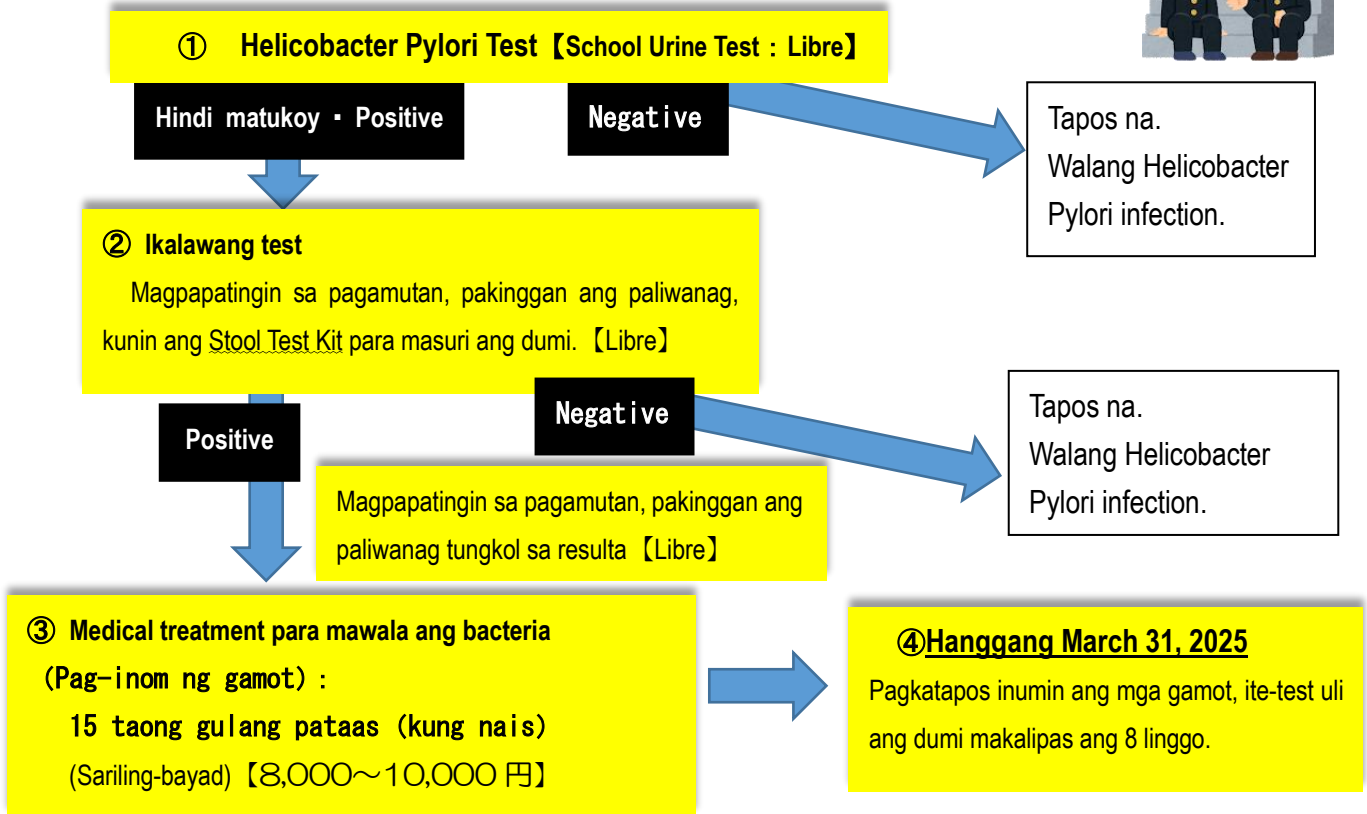 ① Helicobacter Pylori Test【School Urine Test：Libre】
Hindi matukoy・Positive
Negative
Tapos na.
Walang Helicobacter
Pylori infection.
② Ikalawang test
Magpapatingin sa pagamutan, pakinggan ang paliwanag,
kunin ang Stool Test Kit para masuri ang dumi.【Libre】
Positive
Negative
Tapos na.
Walang Helicobacter
Pylori infection.
Magpapatingin sa pagamutan, pakinggan ang
paliwanag tungkol sa resulta【Libre】
③ Medical treatment para mawala ang bacteria
(Pag-inom ng gamot)：
15 taong gulang pataas (kung nais)
(Sariling-bayad)【8,000～10,000 円】
④Hanggang March 31, 2025
Pagkatapos inumin ang mga gamot, ite-test uli
ang dumi makalipas ang 8 linggo.